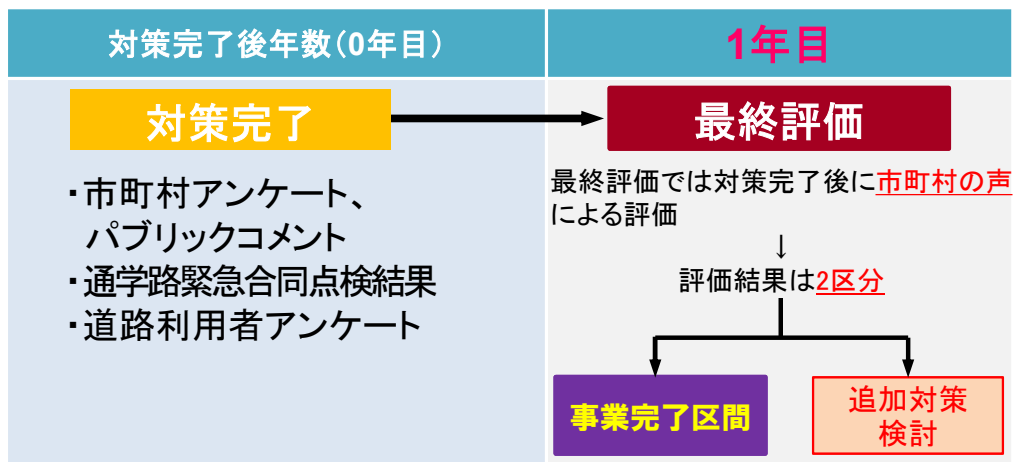 対策完了後年数(0年目)
1年目
対策完了
最終評価
・市町村アンケート、
パブリックコメント
・通学路緊急合同点検結果
・道路利用者アンケート
最終評価では対策完了後に市町村の声
による評価
↓
評価結果は2区分
事業完了区間
追加対策
検討